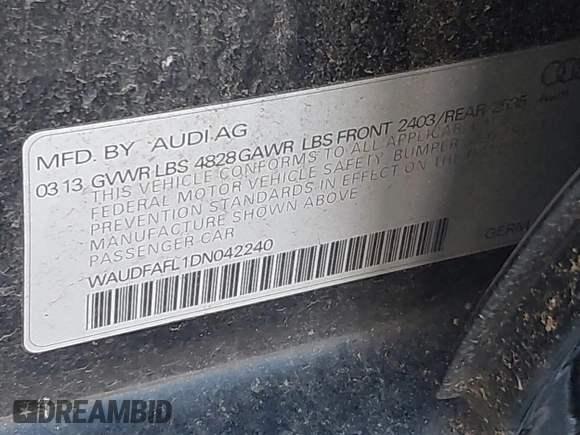 MFD. BY AUDI AG
03 13 GVWR LBS 4828 GAWR LBS FRONT 2403/REAR
THIS VEHICLE CONFORMS TO ALL APPLICABLE
FEDERAL MOTOR VEHICLE SAFETY, BUMPER
PREVENTION STANDARDS IN EFFECT ON THE
MANUFACTURE SHOWN ABOVE
PASSENGER CAR
WAUDFAFL1DN042240
GERM
DREAMBID